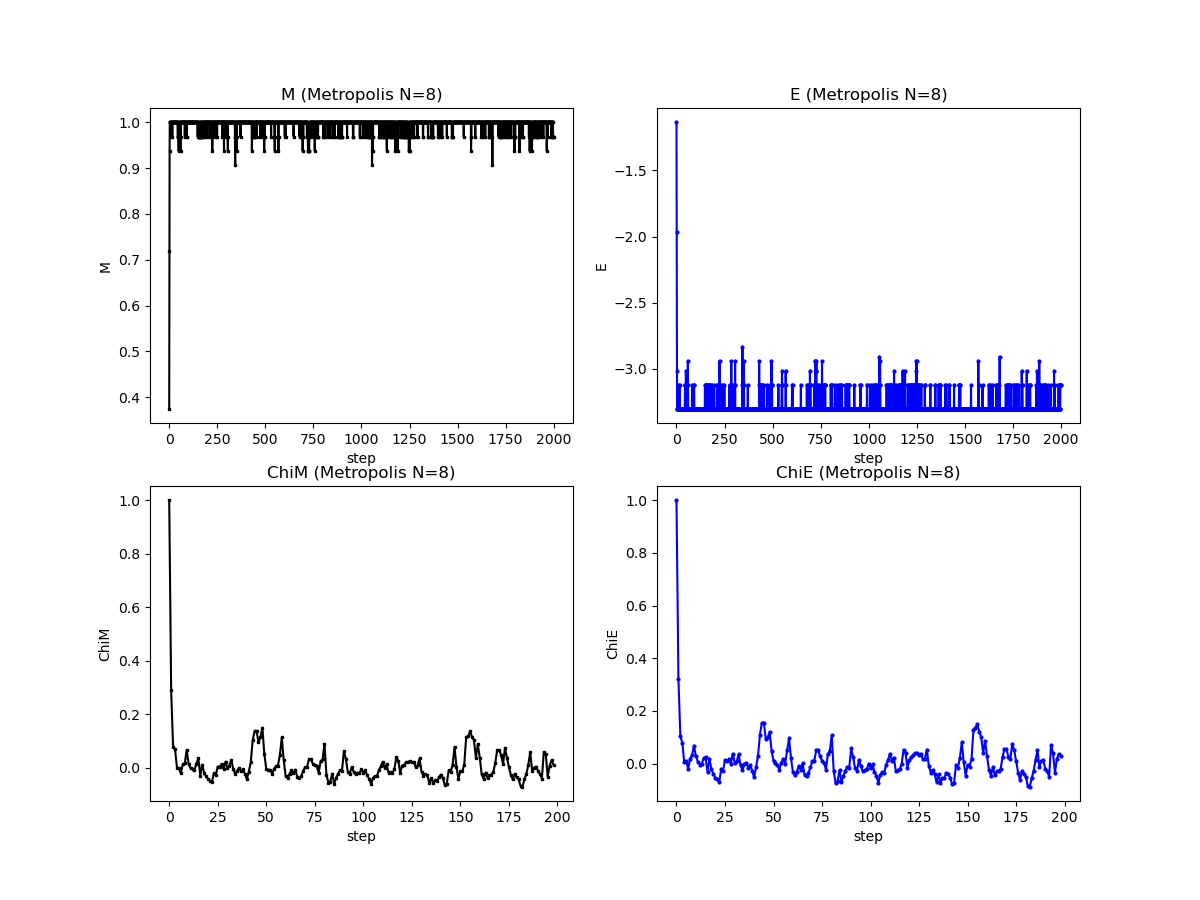 M (Metropolis N=8)
1.0
0.9
0.8
0.7
0.6
0.5
0.4
M
0 250 500 750 1000 1250 1500 1750 2000
step
E (Metropolis N=8)
−1.5
−2.0
−2.5
−3.0
E
0 250 500 750 1000 1250 1500 1750 2000
step
ChiM (Metropolis N=8)
1.0
0.8
0.6
0.4
0.2
0.0
ChiM
0 25 50 75 100 125 150 175 200
step
ChiE (Metropolis N=8)
1.0
0.8
0.6
0.4
0.2
0.0
ChiE
0 25 50 75 100 125 150 175 200
step